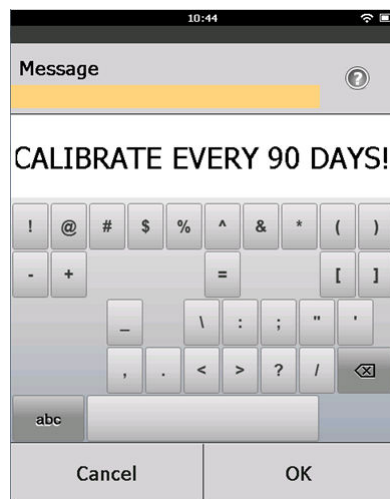 10:44
Message
?
CALIBRATE EVERY 90 DAYS!
! @ # $ % ^ & * ( )
- + = [ ]
_ \ : ; " '
, . < > ? /
abc
Cancel OK